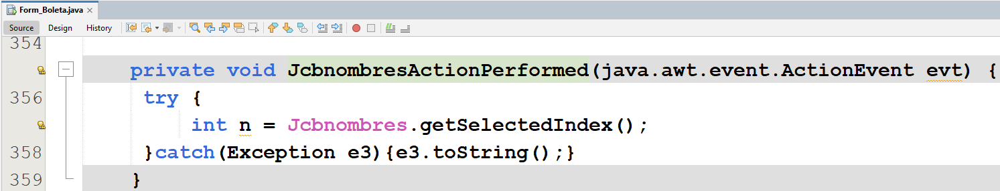 Form_Boleta.java
Source Design History
354
private void JcbnombresActionPerformed(java.awt.event.ActionEvent evt) {
356 try {
int n = Jcbnombres.getSelectedIndex();
358 }catch(Exception e3){e3.toString();}
359 }